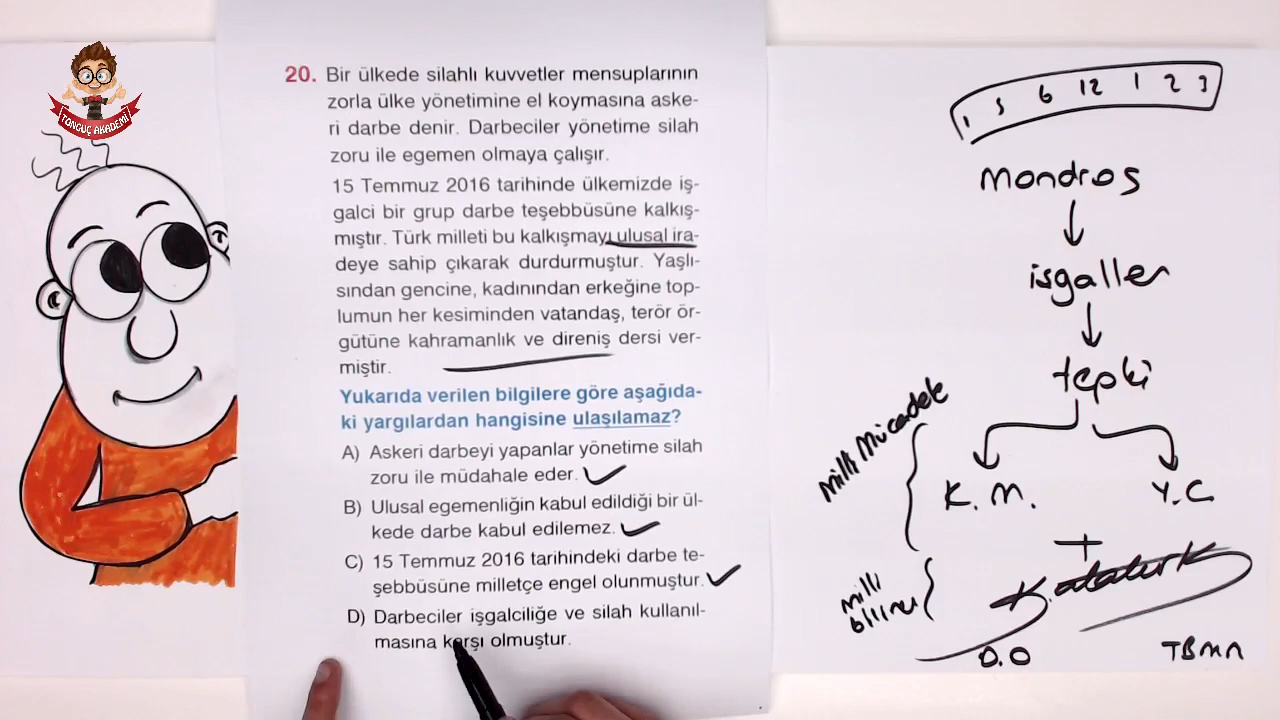 TONGUÇ AKADEMİ
20. Bir ülkede silahlı kuvvetler mensuplarının
zorla ülke yönetimine el koymasına aske-
ri darbe denir. Darbeciler yönetime silah
zoru ile egemen olmaya çalışır.
15 Temmuz 2016 tarihinde ülkemizde iş-
galci bir grup darbe teşebbüsüne kalkış-
mıştır. Türk milleti bu kalkışmayı ulusal ira-
deye sahip çıkarak durdurmuştur. Yaşlı-
sından gencine, kadınından erkeğine top-
lumun her kesiminden vatandaş, terör ör-
gütüne kahramanlık ve direniş dersi ver-
miştir.
Yukarıda verilen bilgilere göre aşağıda-
ki yargılardan hangisine ulaşılamaz?
A) Askeri darbeyi yapanlar yönetime silah
zoru ile müdahale eder.
B) Ulusal egemenliğin kabul edildiği bir ül-
kede darbe kabul edilemez.
C) 15 Temmuz 2016 tarihindeki darbe te-
şebbüsüne milletçe engel olunmuştur.
D) Darbeciler işgalciliğe ve silah kullanıl-
masına karşı olmuştur.
1 5 6 12 1 2 3
Mondros
işgaller
tepki
Milli Mücadele
K. M. Y.C
+
milli
bilinci
K.Atatürk
D.O TBMM